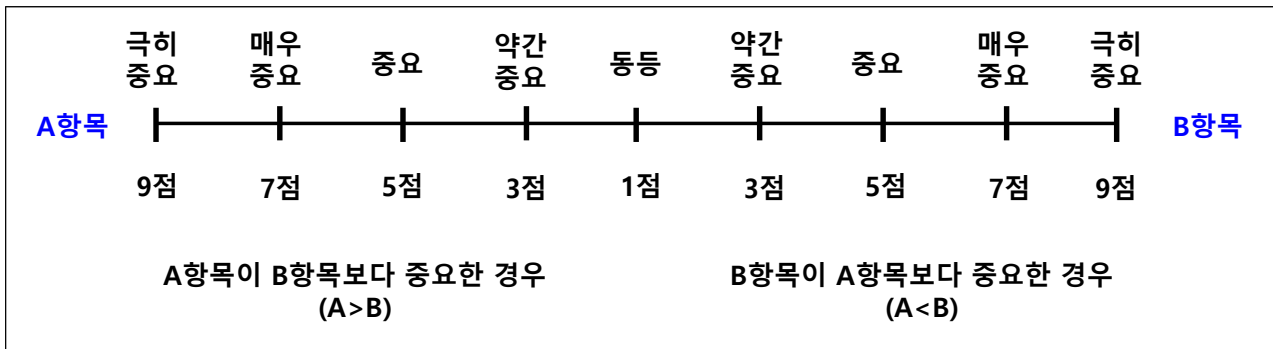 극히 매우 약간 약간 매우 극히
중요 중요 중요 중요 동등 중요 중요 중요 중요
A항목 B항목
9점 7점 5점 3점 1점 3점 5점 7점 9점
A항목이 B항목보다 중요한 경우 B항목이 A항목보다 중요한 경우
(A>B) (A<B)